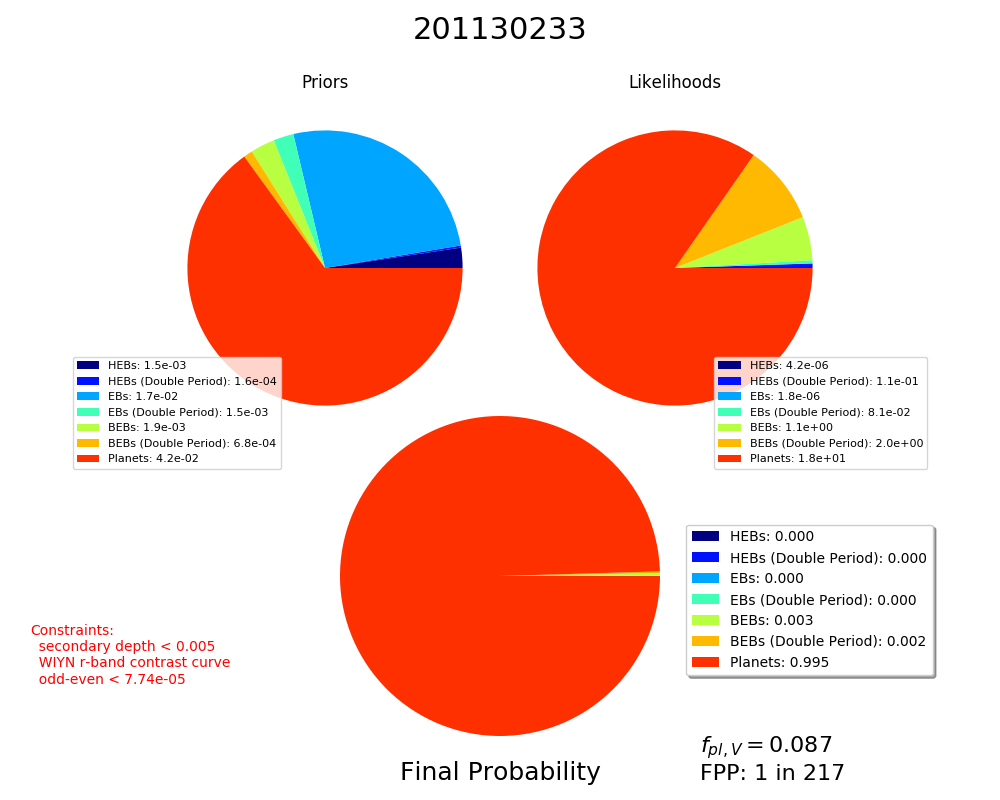 201130233
Priors
Likelihoods
HEBs: 1.5e-03
HEBs (Double Period): 1.6e-04
EBs: 1.7e-02
EBs (Double Period): 1.5e-03
BEBs: 1.9e-03
BEBs (Double Period): 6.8e-04
Planets: 4.2e-02
HEBs: 4.2e-06
HEBs (Double Period): 1.1e-01
EBs: 1.8e-06
EBs (Double Period): 8.1e-02
BEBs: 1.1e+00
BEBs (Double Period): 2.0e+00
Planets: 1.8e+01
HEBs: 0.000
HEBs (Double Period): 0.000
EBs: 0.000
EBs (Double Period): 0.000
BEBs: 0.003
BEBs (Double Period): 0.002
Planets: 0.995
Constraints:
secondary depth < 0.005
WIYN r-band contrast curve
odd-even < 7.74e-05
f_{pl,V} = 0.087
Final Probability
FPP: 1 in 217